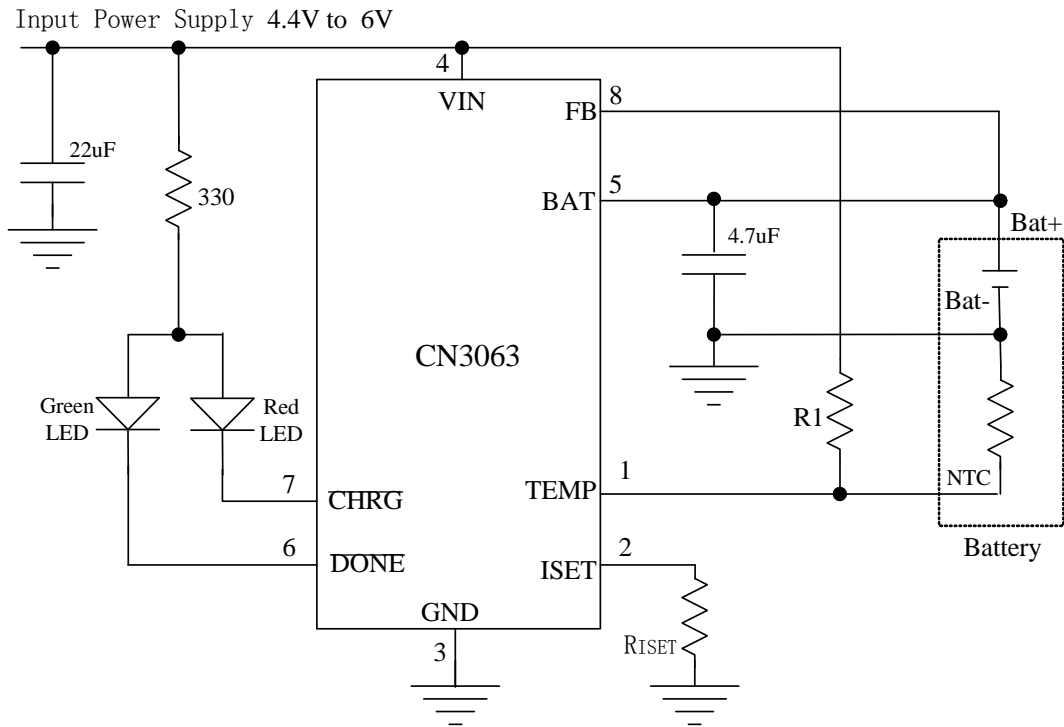 Input Power Supply 4.4V to 6V
4
VIN
8
FB
22uF
330
5
BAT
4.7uF
Bat+
Bat-
CN3063
Green
LED
Red
LED
R1
1
TEMP
NTC
7
CHRG
6
DONE
2
ISET
Battery
GND
3
RISET